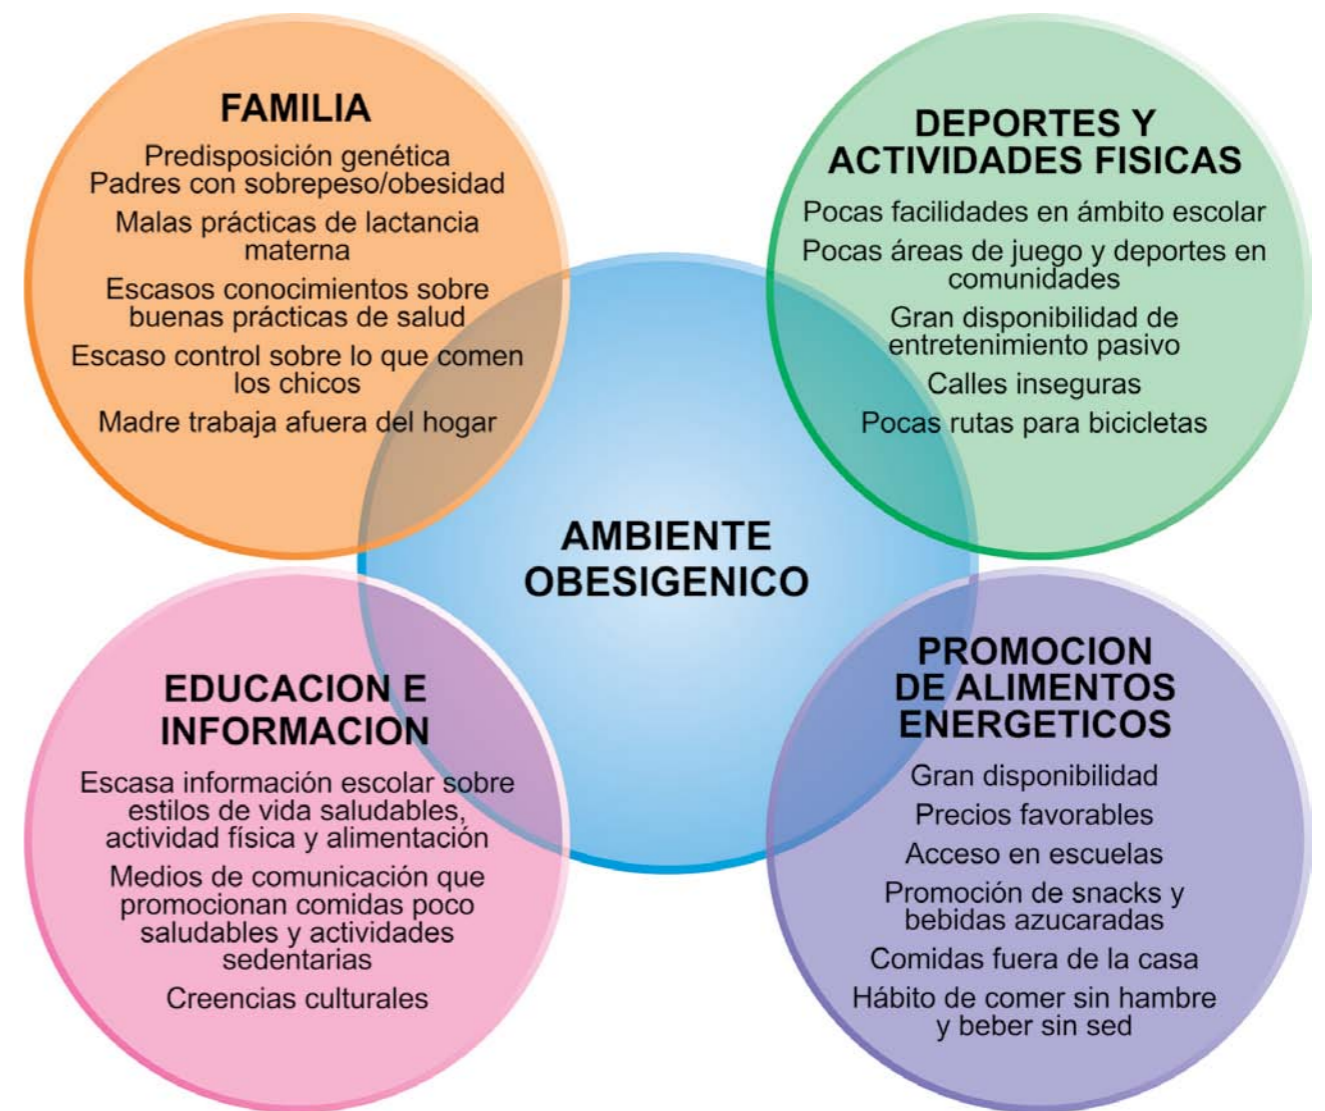 FAMILIA
Predisposición genética
Padres con sobrepeso/obesidad
Malas prácticas de lactancia
materna
Escasos conocimientos sobre
buenas prácticas de salud
Escaso control sobre lo que comen
los chicos
Madre trabaja afuera del hogar
DEPORTES Y
ACTIVIDADES FISICAS
Pocas facilidades en ámbito escolar
Pocas áreas de juego y deportes en
comunidades
Gran disponibilidad de
entretenimiento pasivo
Calles inseguras
Pocas rutas para bicicletas
AMBIENTE
OBESIGENICO
EDUCACION E
INFORMACION
Escasa información escolar sobre
estilos de vida saludables,
actividad física y alimentación
Medios de comunicación que
promocionan comidas poco
saludables y actividades
sedentarias
Creencias culturales
PROMOCION
DE ALIMENTOS
ENERGETICOS
Gran disponibilidad
Precios favorables
Acceso en escuelas
Promoción de snacks y
bebidas azucaradas
Comidas fuera de la casa
Hábito de comer sin hambre
y beber sin sed